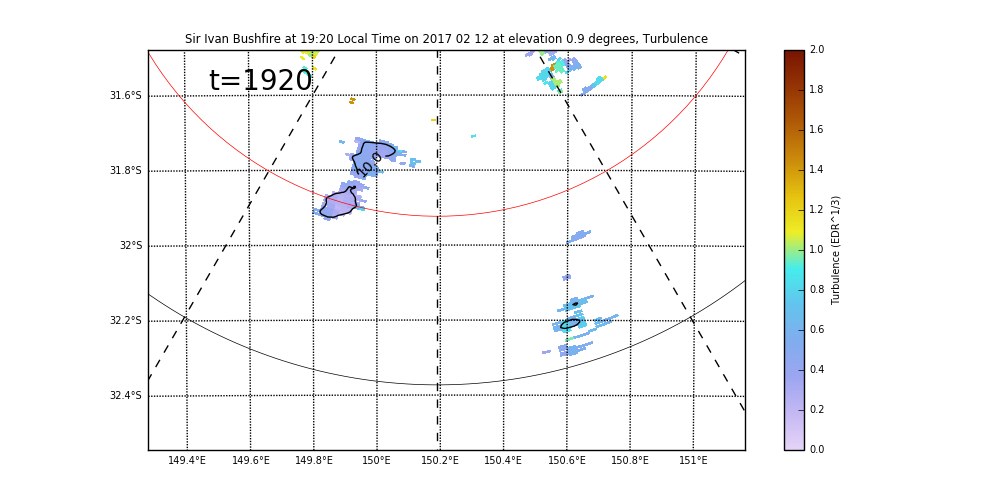 Sir Ivan Bushfire at 19:20 Local Time on 2017 02 12 at elevation 0.9 degrees, Turbulence
t=1920
31.6°S
31.8°S
32°S
32.2°S
32.4°S
149.4°E 149.6°E 149.8°E 150°E 150.2°E 150.4°E 150.6°E 150.8°E 151°E
2.0
1.8
1.6
1.4
1.2
1.0
0.8
0.6
0.4
0.2
0.0
Turbulence (EDR^1/3)